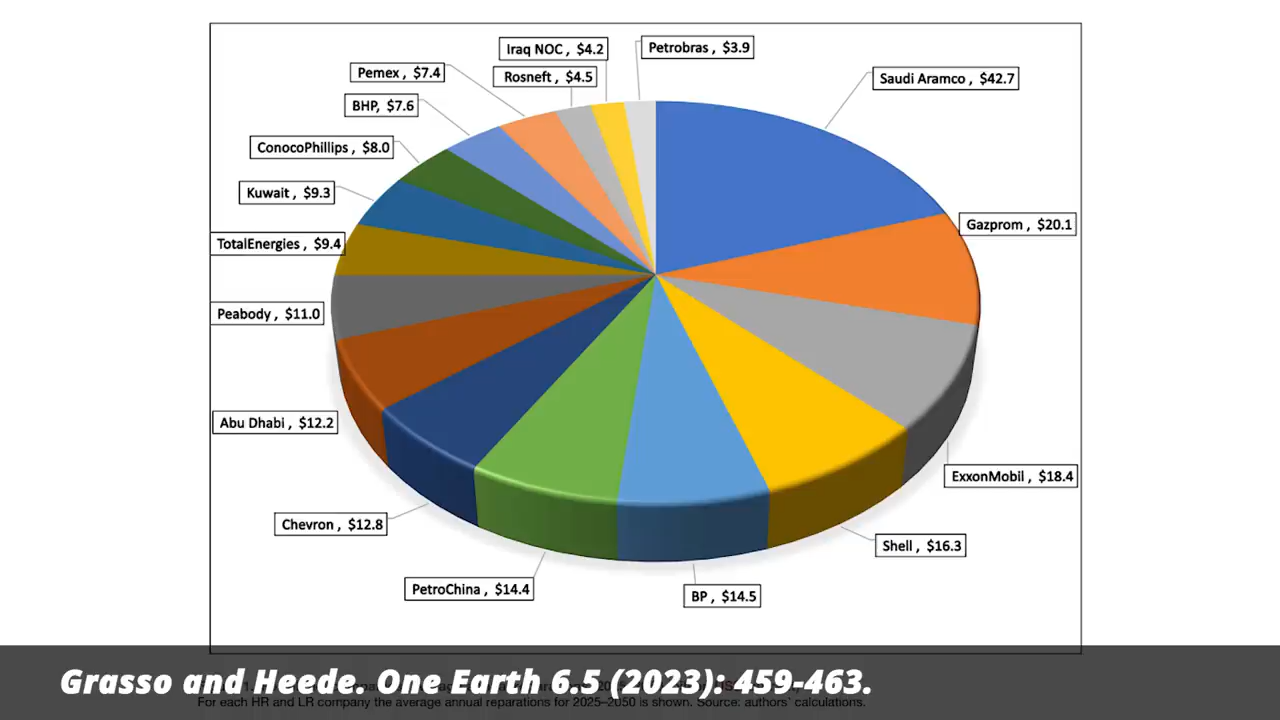 Iraq NOC , $4.2
Petrobras , $3.9
Pemex , $7.4
Rosneft , $4.5
Saudi Aramco , $42.7
BHP, $7.6
ConocoPhillips , $8.0
Kuwait , $9.3
Gazprom , $20.1
TotalEnergies , $9.4
Peabody , $11.0
Abu Dhabi , $12.2
ExxonMobil , $18.4
Chevron , $12.8
Shell , $16.3
PetroChina , $14.4
BP , $14.5
Grasso and Heede. One Earth 6.5 (2023): 459-463.
For each HR and LR company the average annual reparations for 2025–2050 is shown. Source: authors' calculations.